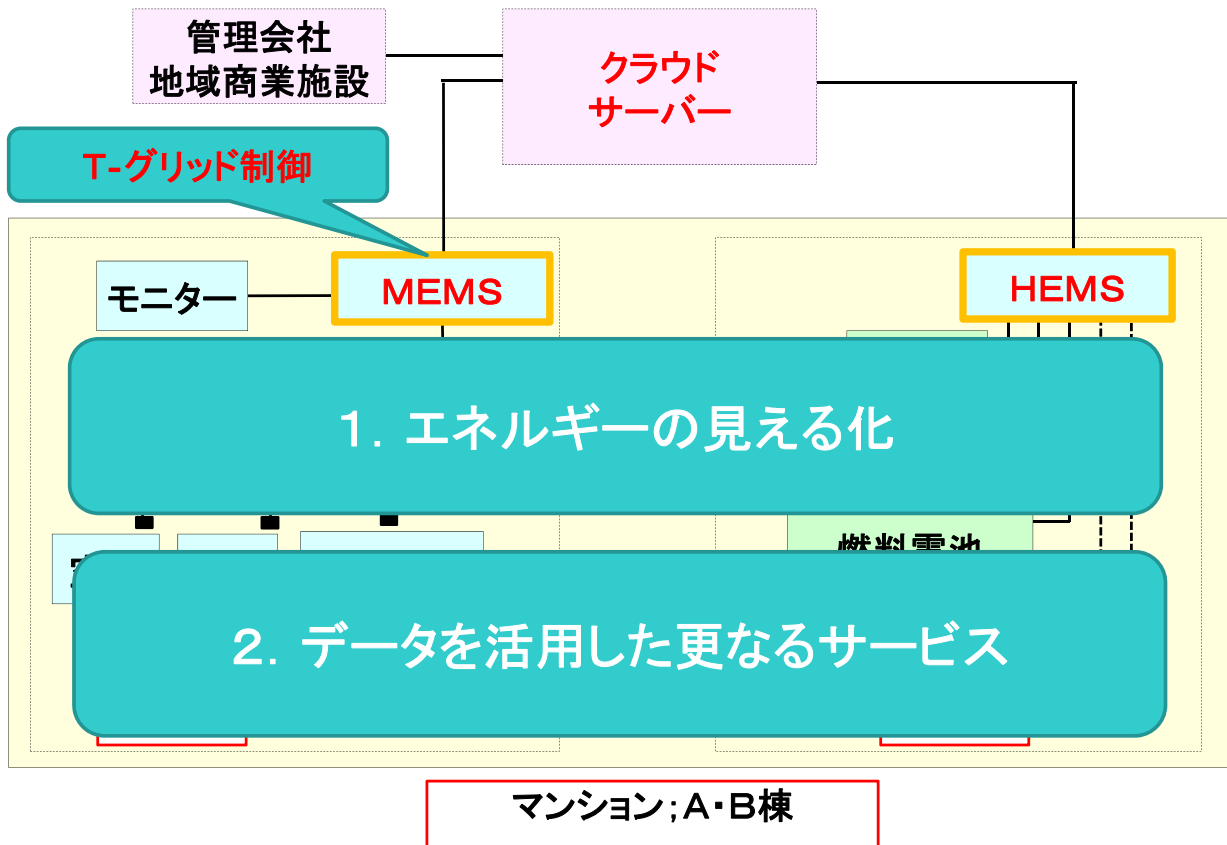 管理会社
地域商業施設
クラウド
サーバー
T-グリッド制御
モニター
MEMS
HEMS
1. エネルギーの見える化
燃料電池
2. データを活用した更なるサービス
マンション;A・B棟